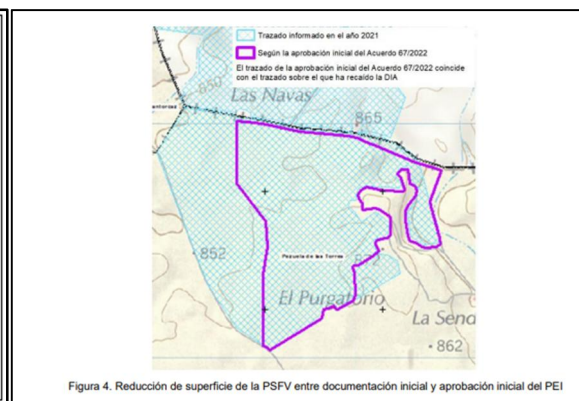 Trazado informado en el año 2021
Según la aprobación inicial del Acuerdo 67/2022
El trazado de la aprobación inicial del Acuerdo 67/2022 coincide
con el trazado sobre el que ha recaído la DIA
850
Las Navas
865
852
Pozuelo de las Torres
872
El Purgatorio
La Send
862
Figura 4. Reducción de superficie de la PSFV entre documentación inicial y aprobación inicial del PEI